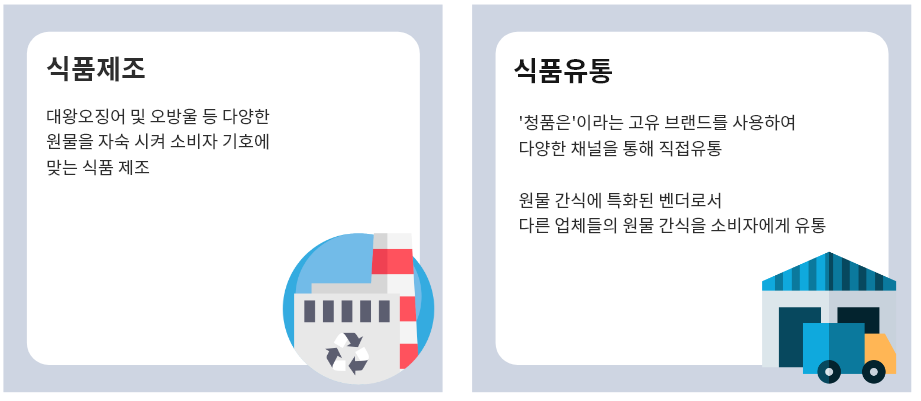 식품제조
대왕오징어 및 오방울 등 다양한
원물을 자숙 시켜 소비자 기호에
맞는 식품 제조
식품유통
'청품은'이라는 고유 브랜드를 사용하여
다양한 채널을 통해 직접유통
원물 간식에 특화된 벤더로서
다른 업체들의 원물 간식을 소비자에게 유통